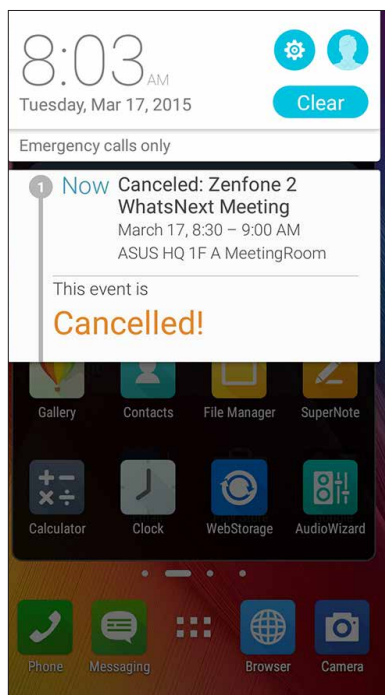 8:03 AM
Tuesday, Mar 17, 2015
Clear
Emergency calls only
1 Now Canceled: Zenfone 2
WhatsNext Meeting
March 17, 8:30 – 9:00 AM
ASUS HQ 1F A MeetingRoom
This event is
Cancelled!
Gallery Contacts File Manager SuperNote
Calculator Clock WebStorage AudioWizard
Phone Messaging Browser Camera